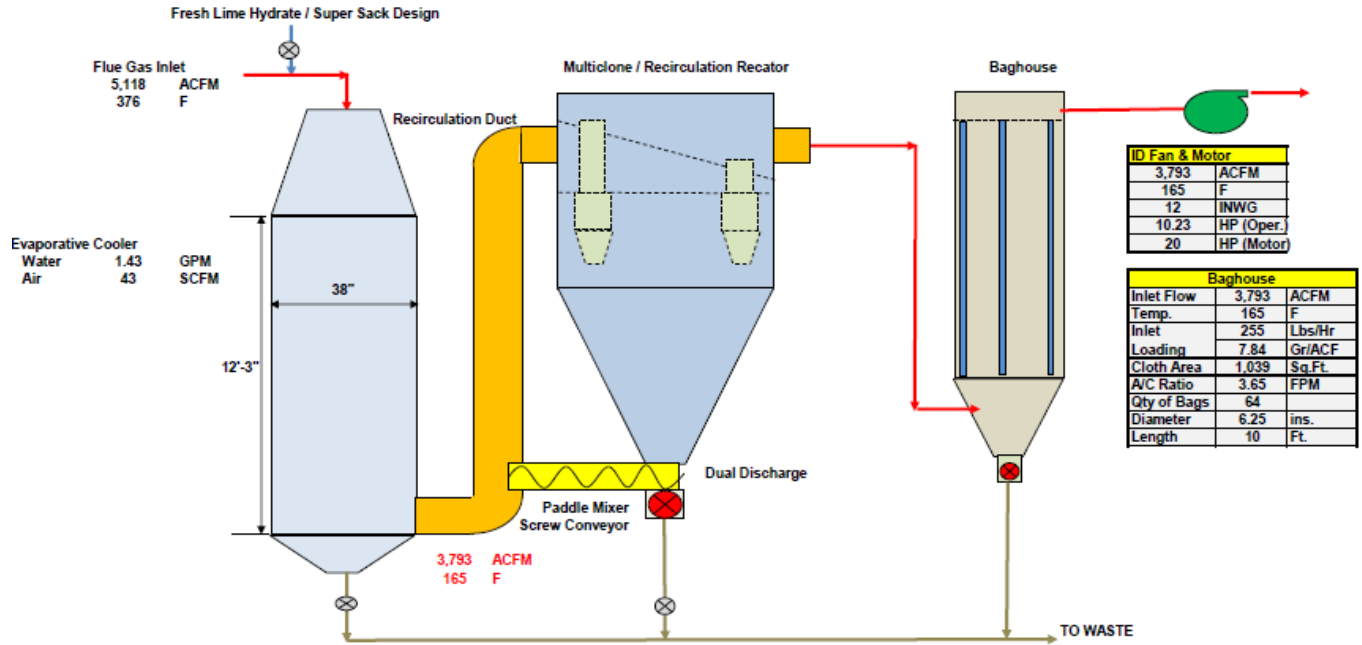 Fresh Lime Hydrate / Super Sack Design
Flue Gas Inlet
5,118 ACFM
376 F
Multiclone / Recirculation Recator
Baghouse
Recirculation Duct
ID Fan & Motor
3,793 ACFM
165 F
12 INWG
10.23 HP (Oper.)
20 HP (Motor)
Evaporative Cooler
Water 1.43 GPM
Air 43 SCFM
38"
12'-3"
Baghouse
Inlet Flow 3,793 ACFM
Temp. 165 F
Inlet 255 Lbs/Hr
Loading 7.84 Gr/ACF
Cloth Area 1,039 Sq.Ft.
A/C Ratio 3.65 FPM
Qty of Bags 64
Diameter 6.25 ins.
Length 10 Ft.
Dual Discharge
Paddle Mixer
Screw Conveyor
3,793 ACFM
165 F
TO WASTE